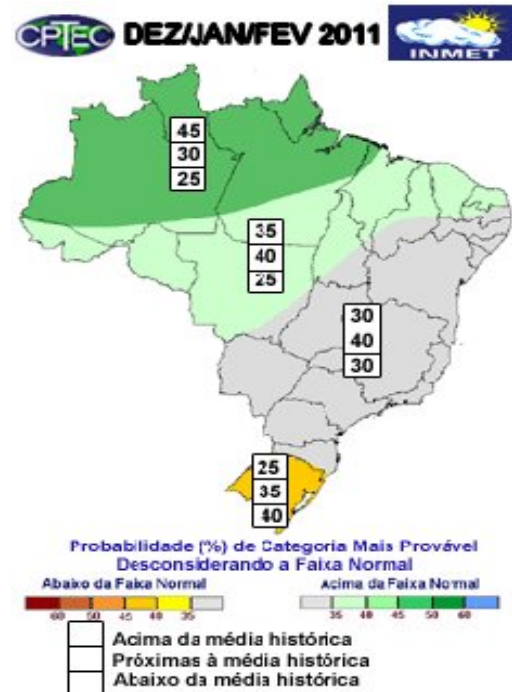 CPTEC DEZ/JAN/FEV 2011 INMET
45
30
25
35
40
25
30
40
30
25
35
40
Probabilidade (%) de Categoria Mais Provável
Desconsiderando a Faixa Normal
Abaixo da Faixa Normal Acima da Faixa Normal
60 50 45 40 35 35 40 45 50 60
Acima da média histórica
Próximas à média histórica
Abaixo da média histórica